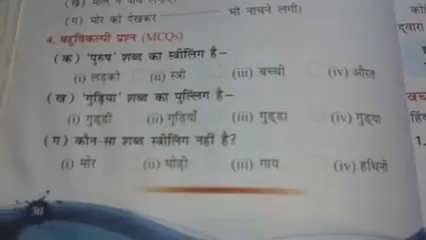 (ग) मोर को देखकर भी नाचने लगी।
4. बहुविकल्पी प्रश्न (MCQs)
(क) 'पुरुष' शब्द का स्त्रीलिंग है–
(i) लड़की (ii) स्त्री (iii) बच्ची (iv) औरत
(ख) 'गुड़िया' शब्द का पुल्लिंग है–
(i) गुड्डी (ii) गुड़ियाँ (iii) गुड्डा (iv) गुड्या
(ग) कौन-सा शब्द स्त्रीलिंग नहीं है?
(i) मोर (ii) घोड़ी (iii) गाय (iv) हथिनी
30
द्वारा
1.